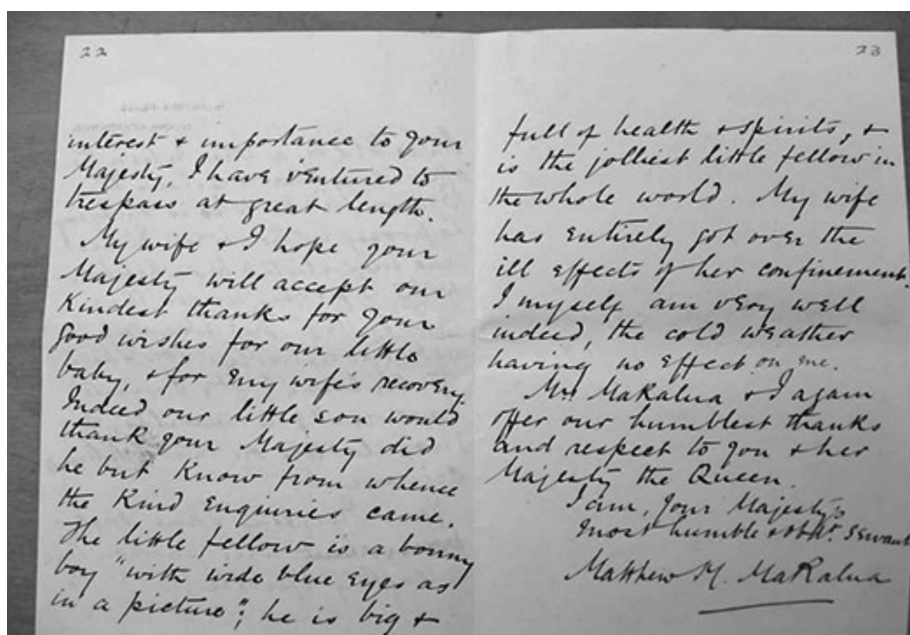 22
interest & importance to your
Majesty, I have ventured to
trespass at great length.
My wife & I hope your
Majesty will accept our
Kindest thanks for your
good wishes for our little
baby, & for my wife's recovery.
Indeed our little son would
thank your Majesty did
he but Know from whence
the Kind Enquiries came.
The little fellow is a bonny
boy "with wide blue Eyes as
in a picture"; he is big &
23
full of health & spirits, &
is the jolliest little fellow in
the whole world. My wife
has Entirely got over the
ill Effects of her confinement.
I myself am very well
indeed, the cold weather
having no Effect on me.
Mrs Makalua & I again
offer our humblest thanks
and respect to you & her
Majesty the Queen.
I am, Your Majesty's
most humble & obdt. servant
Matthew M. Makalua